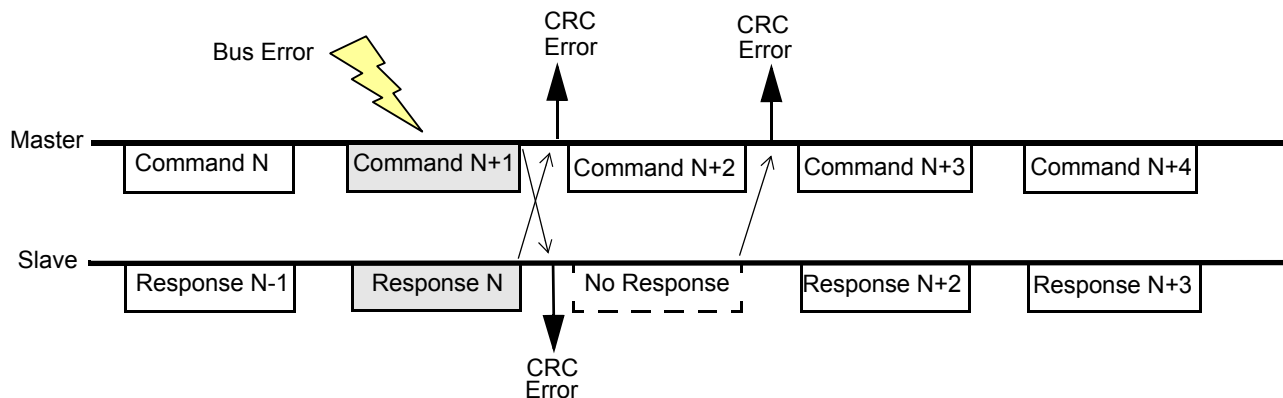 CRC
Error
CRC
Error
Bus Error
Master
Command N
Command N+1
Command N+2
Command N+3
Command N+4
Slave
Response N-1
Response N
No Response
Response N+2
Response N+3
CRC
Error